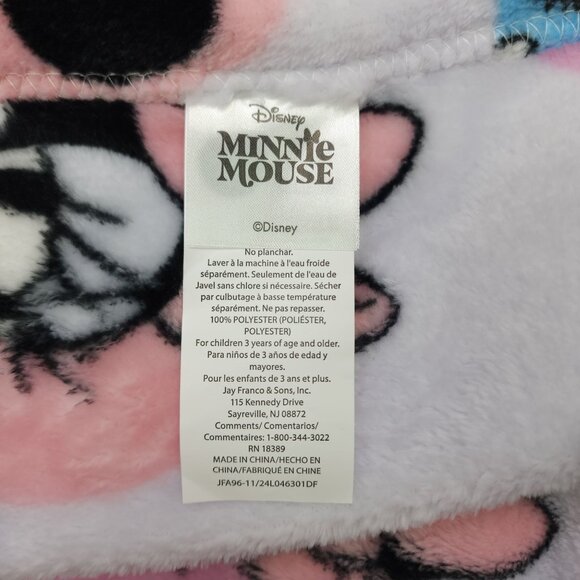 Disney
MINNIE
MOUSE
©Disney
No planchar.
Laver à la machine à l'eau froide
séparément. Seulement de l'eau de
Javel sans chlore si nécessaire. Sécher
par culbutage à basse température
séparément. Ne pas repasser.
100% POLYESTER (POLIÉSTER,
POLYESTER)
For children 3 years of age and older.
Para niños de 3 años de edad y
mayores.
Pour les enfants de 3 ans et plus.
Jay Franco & Sons, Inc.
115 Kennedy Drive
Sayreville, NJ 08872
Comments/ Comentarios/
Commentaires: 1-800-344-3022
RN 18389
MADE IN CHINA/HECHO EN
CHINA/FABRIQUÉ EN CHINE
JFA96-11/24L046301DF